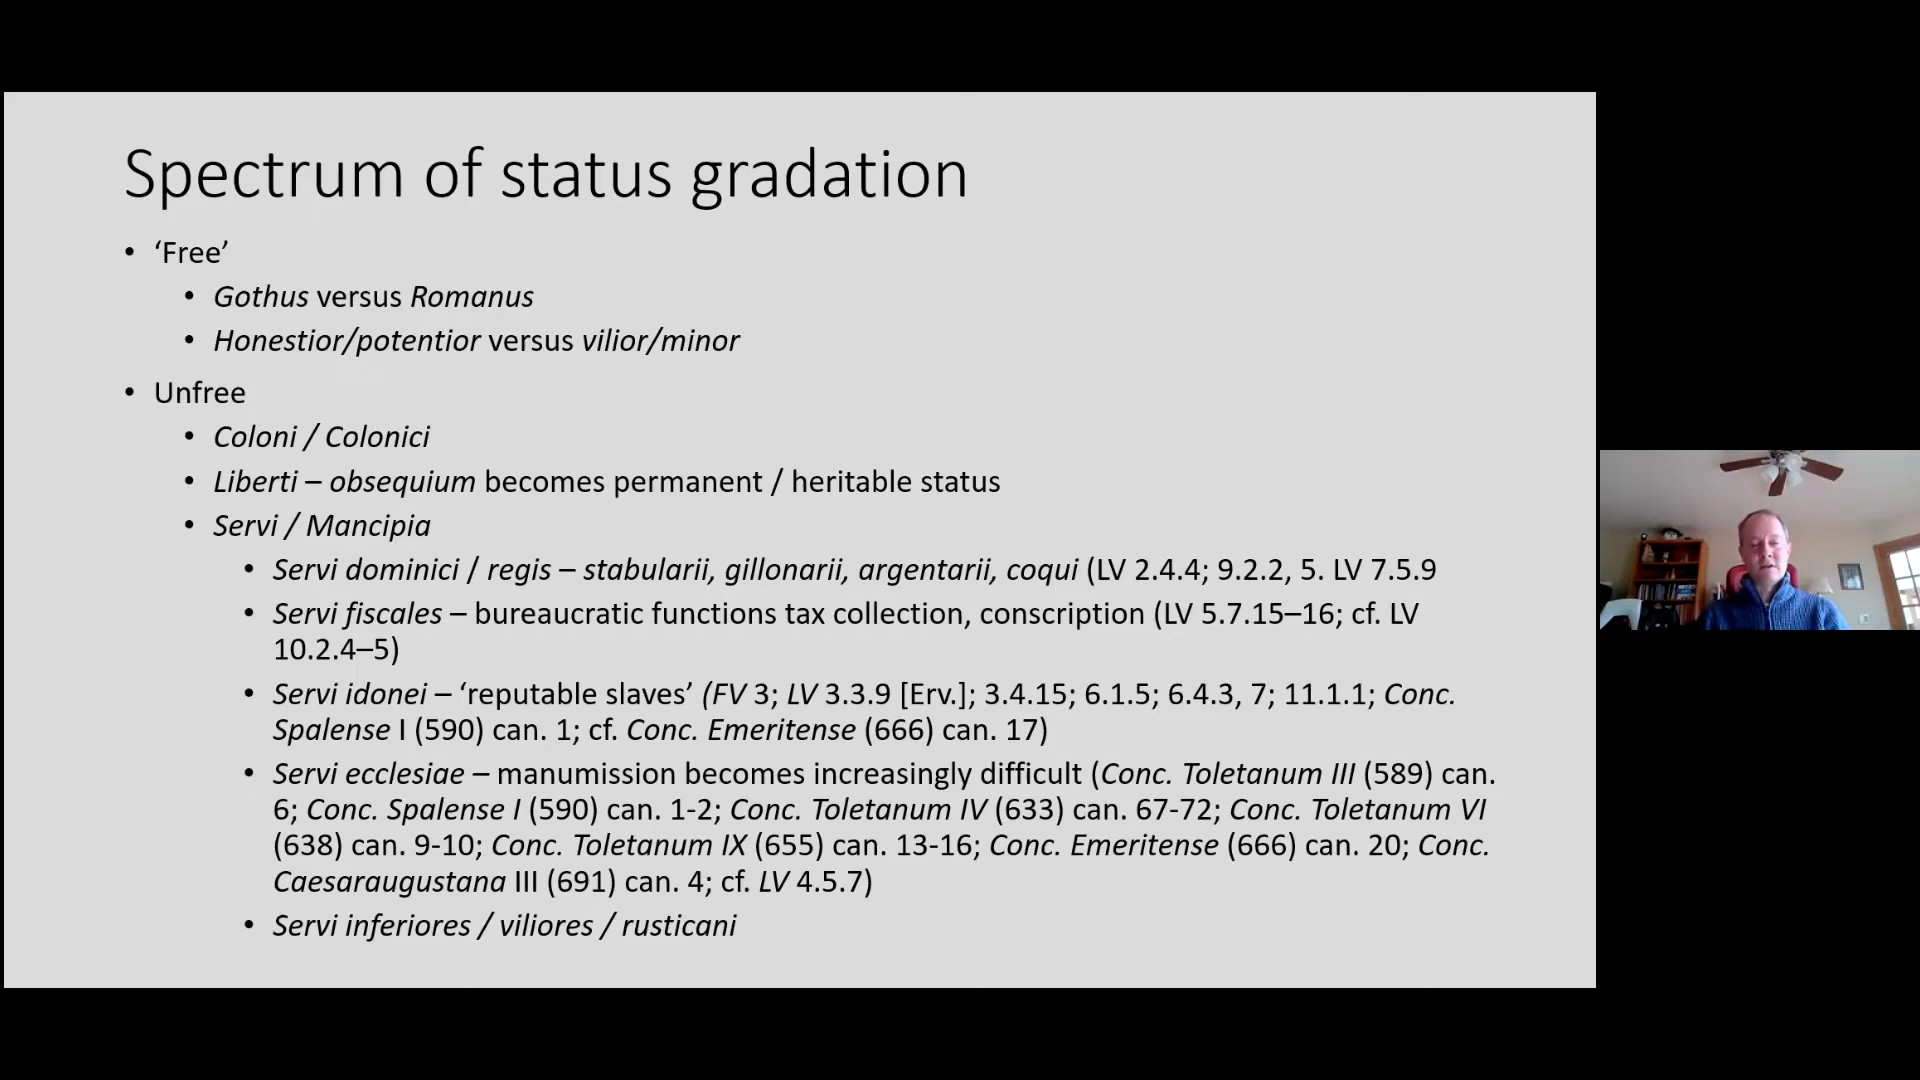 Spectrum of status gradation
• ‘Free’
• Gothus versus Romanus
• Honestior/potentior versus vilior/minor
• Unfree
• Coloni / Colonici
• Liberti – obsequium becomes permanent / heritable status
• Servi / Mancipia
• Servi dominici / regis – stabularii, gillonarii, argentarii, coqui (LV 2.4.4; 9.2.2, 5. LV 7.5.9
• Servi fiscales – bureaucratic functions tax collection, conscription (LV 5.7.15–16; cf. LV
10.2.4–5)
• Servi idonei – ‘reputable slaves’ (FV 3; LV 3.3.9 [Erv.]; 3.4.15; 6.1.5; 6.4.3, 7; 11.1.1; Conc.
Spalense I (590) can. 1; cf. Conc. Emeritense (666) can. 17)
• Servi ecclesiae – manumission becomes increasingly difficult (Conc. Toletanum III (589) can.
6; Conc. Spalense I (590) can. 1-2; Conc. Toletanum IV (633) can. 67-72; Conc. Toletanum VI
(638) can. 9-10; Conc. Toletanum IX (655) can. 13-16; Conc. Emeritense (666) can. 20; Conc.
Caesaraugustana III (691) can. 4; cf. LV 4.5.7)
• Servi inferiores / viliores / rusticani